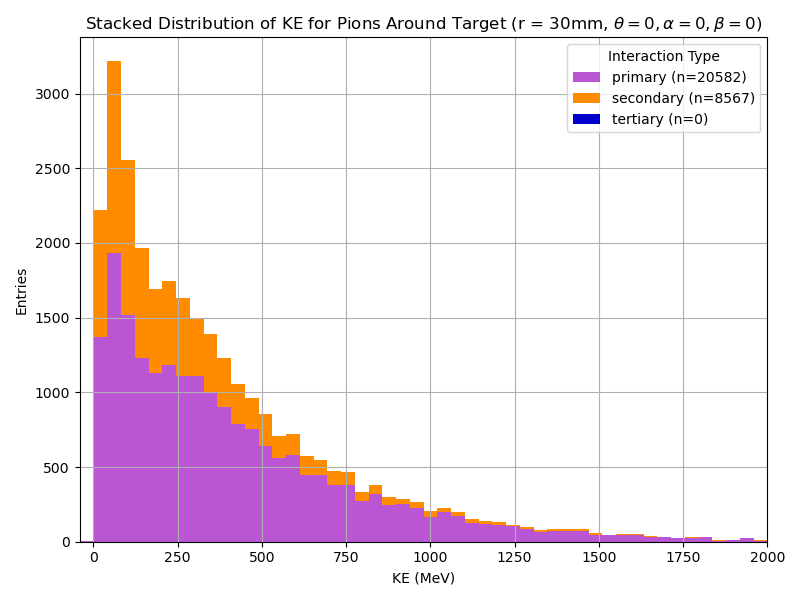 Stacked Distribution of KE for Pions Around Target (r = 30mm, θ = 0, α = 0, β = 0)
Interaction Type
primary (n=20582)
secondary (n=8567)
tertiary (n=0)
3000
2500
2000
1500
1000
500
0
Entries
0 250 500 750 1000 1250 1500 1750 2000
KE (MeV)